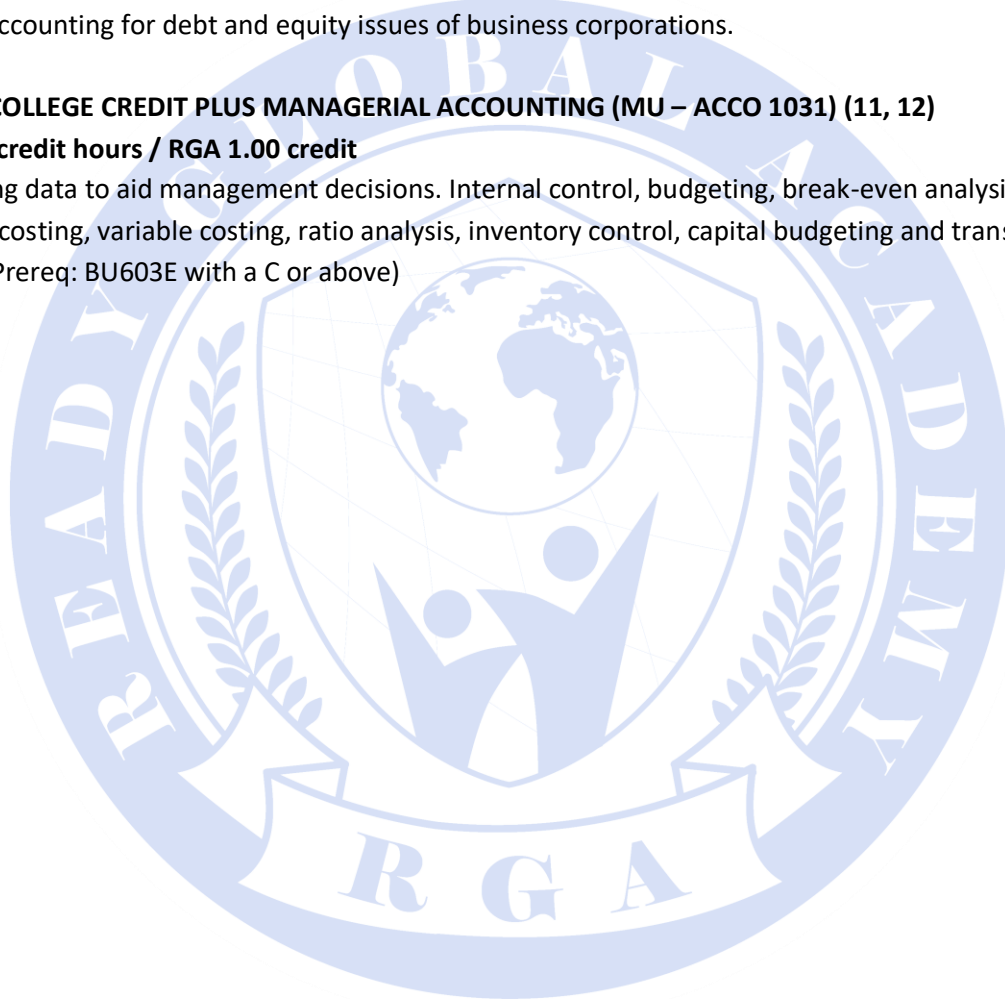 ccounting for debt and equity issues of business corporations.
COLLEGE CREDIT PLUS MANAGERIAL ACCOUNTING (MU – ACCO 1031) (11, 12)
credit hours / RGA 1.00 credit
ng data to aid management decisions. Internal control, budgeting, break-even analysi
costing, variable costing, ratio analysis, inventory control, capital budgeting and trans
Prereq: BU603E with a C or above)
READY GLOBAL ACADEMY
RGA